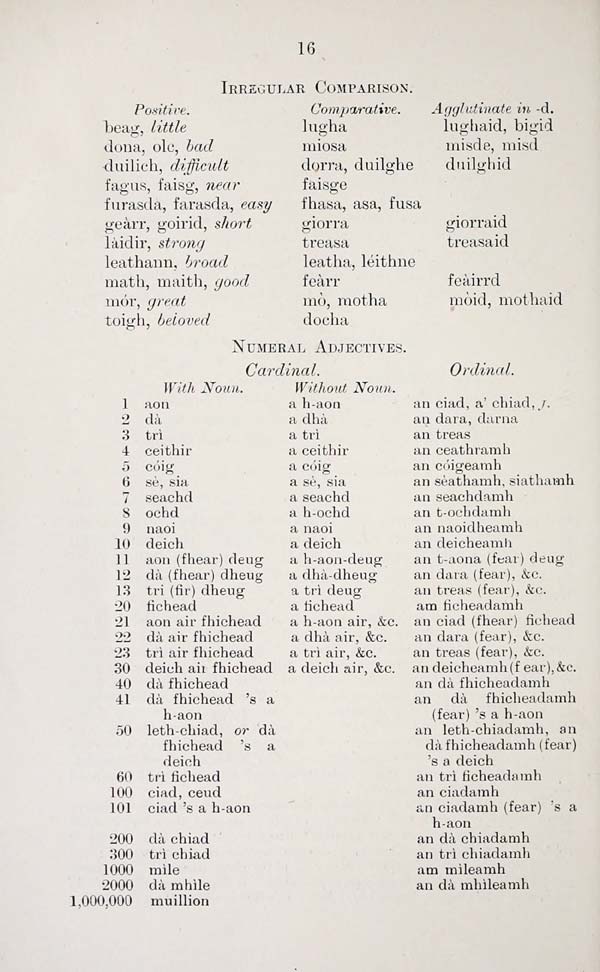 16
IRREGULAR COMPARISON.
Positive. Comparative. Agglutinate in -d.
beag, little lugha lughaid, bigid
dona, olc, bad miosa misde, misd
duilich, difficult dorra, duilghe duilghid
fagus, faisg, near faisge
furasda, farasda, easy fhasa, asa, fusa
geàrr, goirid, short giorra giorraid
làidir, strong treasa treasaid
leathann, broad leatha, léithne
math, maith, good feàrr feàirrd
mór, great mò, motha mòid, mothaid
toigh, beloved docha
NUMERAL ADJECTIVES.
Cardinal. Ordinal.
With Noun. Without Noun.
1 aon a h-aon an ciad, a' chiad, f.
2 dà a dhà an dara, darna
3 trì a trì an treas
4 ceithir a ceithir an ceathramh
5 cóig a cóig an cóigeamh
6 sè, sia a sè, sia an sèathamh, siathamh
7 seachd a seachd an seachdamh
8 ochd a h-ochd an t-ochdamh
9 naoi a naoi an naoidheamh
10 deich a deich an deicheamh
11 aon (fhear) deug a h-aon-deug an t-aona (fear) deug
12 dà (fhear) dheug a dhà-dheug an dara (fear), &c.
13 trì (fir) dheug a trì deug an treas (fear), &c.
20 fichead a fichead am ficheadamh
21 aon air fhichead a h-aon air, &c. an ciad (fhear) fichead
22 dà air fhichead a dhà air, &c. an dara (fear), &c.
23 trì air fhichead a trì air, &c. an treas (fear), &c.
30 deich air fhichead a deich air, &c. an deicheamh (fear), &c.
40 dà fhichead an dà fhicheadamh
41 dà fhichead 's a an dà fhicheadamh
h-aon (fear) 's a h-aon
50 leth-chiad, or dà an leth-chiadamh, an
fhichead 's a dà fhicheadamh (fear)
deich 's a deich
60 trì fichead an trì ficheadamh
100 ciad, ceud an ciadamh
101 ciad 's a h-aon an ciadamh (fear) 's a
h-aon
200 dà chiad an dà chiadamh
300 trì chiad an trì chiadamh
1000 mìle am mìleamh
2000 dà mhìle an dà mhìleamh
1,000,000 muillion